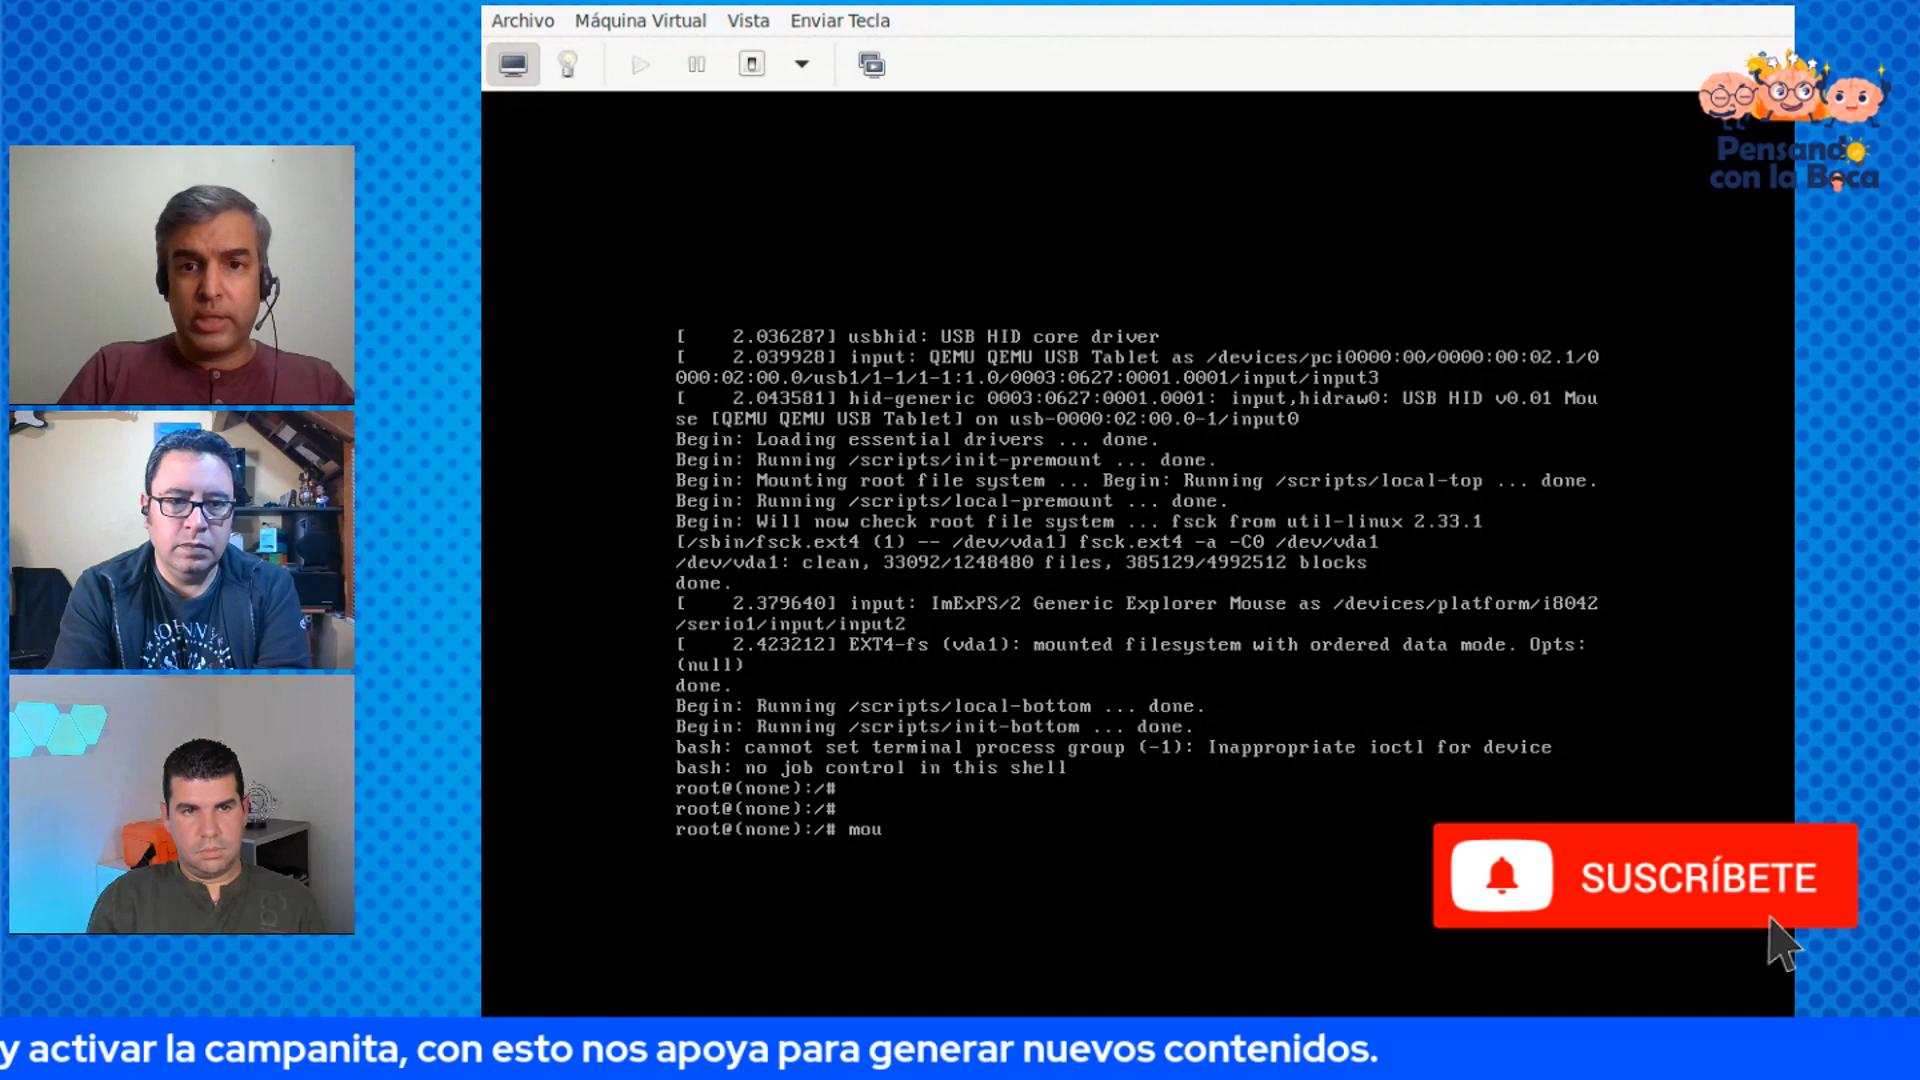 Archivo Máquina Virtual Vista Enviar Tecla
Pensando
con la Boca
[    2.036287] usbhid: USB HID core driver
[    2.039928] input: QEMU QEMU USB Tablet as /devices/pci0000:00/0000:00:02.1/0
000:02:00.0/usb1/1-1/1-1:1.0/0003:0627:0001.0001/input/input3
[    2.043581] hid-generic 0003:0627:0001.0001: input,hidraw0: USB HID v0.01 Mou
se [QEMU QEMU USB Tablet] on usb-0000:02:00.0-1/input0
Begin: Loading essential drivers ... done.
Begin: Running /scripts/init-premount ... done.
Begin: Mounting root file system ... Begin: Running /scripts/local-top ... done.
Begin: Running /scripts/local-premount ... done.
Begin: Will now check root file system ... fsck from util-linux 2.33.1
[/sbin/fsck.ext4 (1) -- /dev/vda1] fsck.ext4 -a -C0 /dev/vda1
/dev/vda1: clean, 33092/1248480 files, 385129/4992512 blocks
done.
[    2.379640] input: ImExPS/2 Generic Explorer Mouse as /devices/platform/i8042
/serio1/input/input2
[    2.423212] EXT4-fs (vda1): mounted filesystem with ordered data mode. Opts:
(null)
done.
Begin: Running /scripts/local-bottom ... done.
Begin: Running /scripts/init-bottom ... done.
bash: cannot set terminal process group (-1): Inappropriate ioctl for device
bash: no job control in this shell
root@(none):/#
root@(none):/#
root@(none):/# mou
SUSCRÍBETE
y activar la campanita, con esto nos apoya para generar nuevos contenidos.